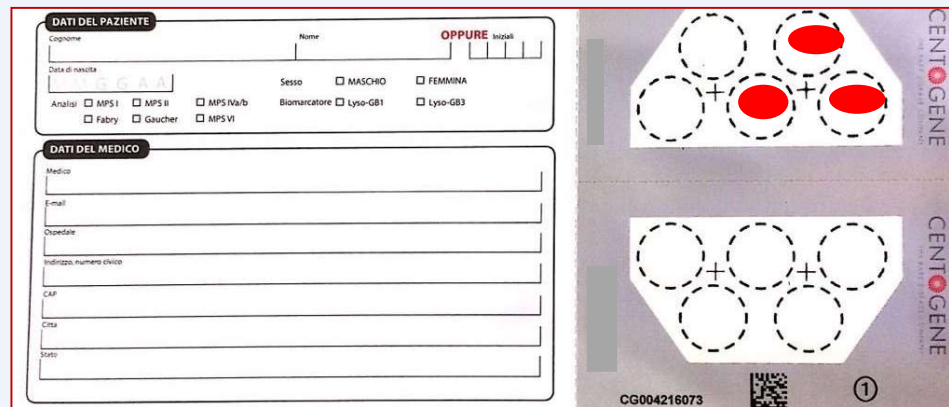 DATI DEL PAZIENTE
Cognome
Nome
OPPURE Iniziali
Data di nascita
G G A A
Sesso
MASCHIO
FEMMINA
Analisi
MPS I
MPS II
MPS IVa/b
Biomarcatore
Lyso-GB1
Lyso-GB3
Fabry
Gaucher
MPS VI
DATI DEL MEDICO
Medico
E-mail
Ospedale
Indirizzo, numero civico
CAP
Citta
Stato
CENTOGENE
THE RARE DISEASE COMPANY
CENTOGENE
THE RARE DISEASE COMPANY
CG004216073
1